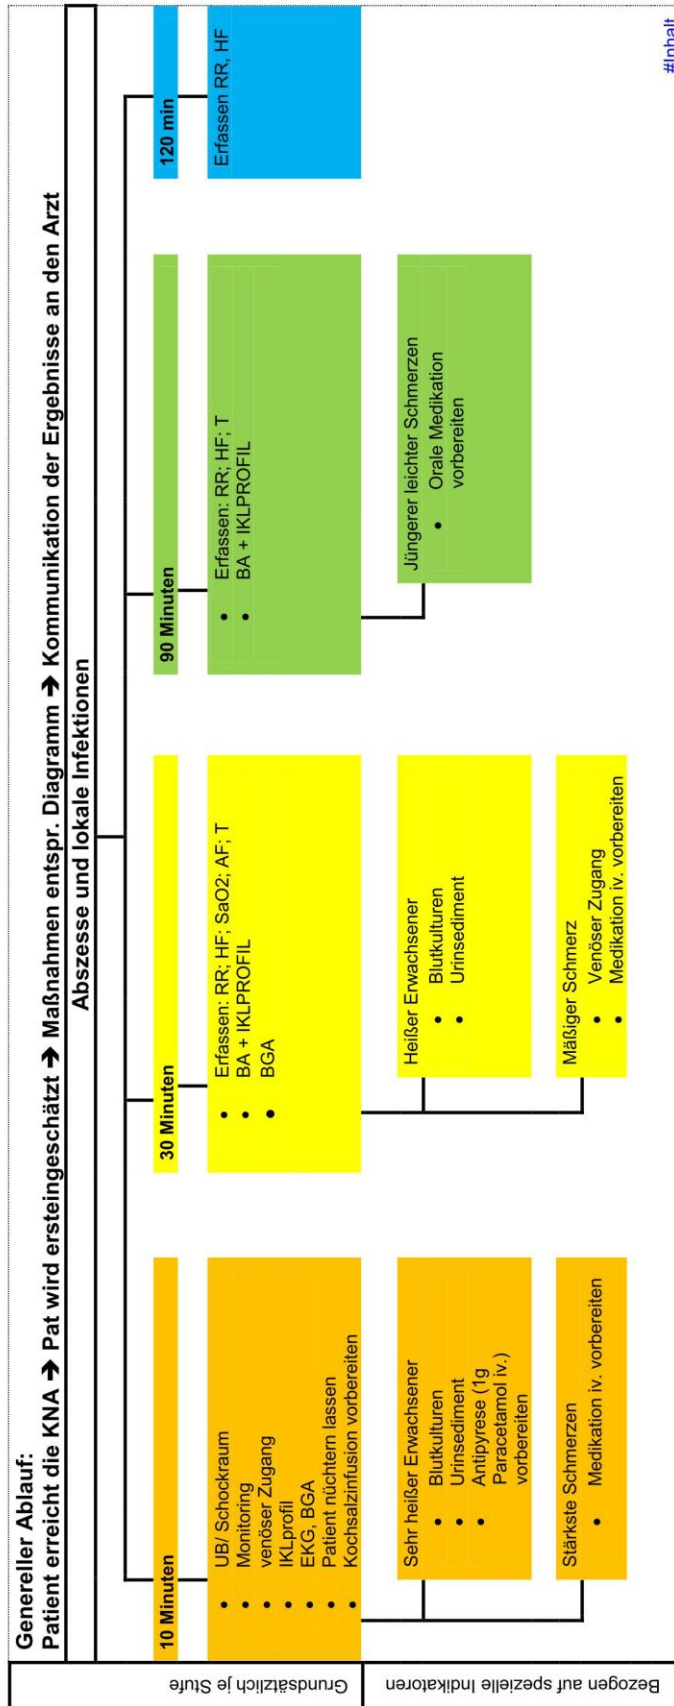 Genereller Ablauf:
Patient erreicht die KNA ➔ Pat wird ersteingeschätzt ➔ Maßnahmen entspr. Diagramm ➔ Kommunikation der Ergebnisse an den Arzt
Abszesse und lokale Infektionen
Grundsätzlich je Stufe
10 Minuten
• UB/ Schockraum
• Monitoring
• venöser Zugang
• IKLprofil
• EKG, BGA
• Patient nüchtern lassen
• Kochsalzinfusion vorbereiten
30 Minuten
• Erfassen: RR; HF; SaO2; AF; T
• BA + IKLPROFIL
• BGA
90 Minuten
• Erfassen: RR; HF; T
• BA + IKLPROFIL
120 min
Erfassen RR, HF
Bezogen auf spezielle Indikatoren
Sehr heißer Erwachsener
• Blutkulturen
• Urinsediment
• Antipyrese (1g
Paracetamol iv.)
vorbereiten
Stärkste Schmerzen
• Medikation iv. vorbereiten
Heißer Erwachsener
• Blutkulturen
• Urinsediment
Mäßiger Schmerz
• Venöser Zugang
• Medikation iv. vorbereiten
Jüngerer leichter Schmerzen
• Orale Medikation
vorbereiten
#Inhalt